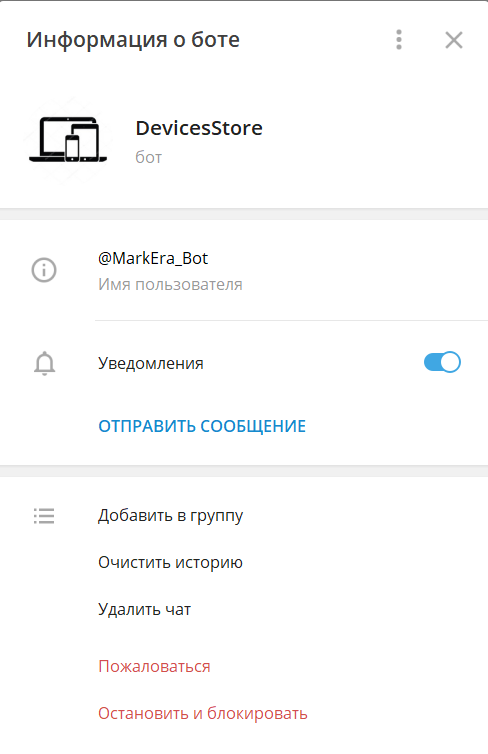 Информация о боте
DevicesStore
бот
@MarkEra_Bot
Имя пользователя
Уведомления
ОТПРАВИТЬ СООБЩЕНИЕ
Добавить в группу
Очистить историю
Удалить чат
Пожаловаться
Остановить и блокировать